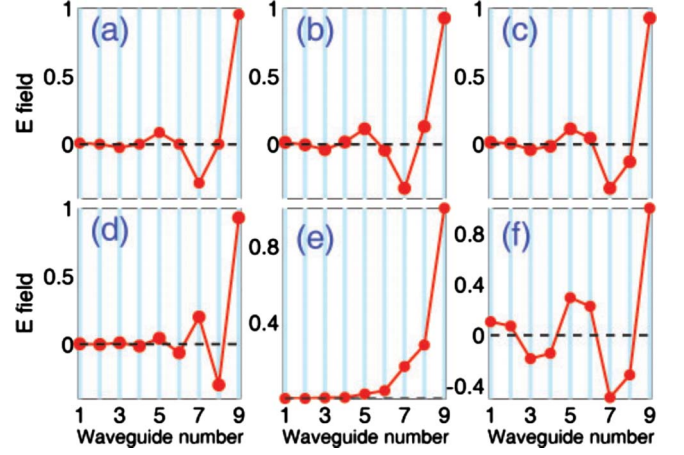 1 (a) 1 (b) 1 (c)
E field 0.5 0.5 0.5
0 0 0
1 (d) (e) (f)
0.8 0.8
E field 0.5 0.4 0.4
0 0
-0.4
1 3 5 7 9 1 3 5 7 9 1 3 5 7 9
Waveguide number Waveguide number Waveguide number